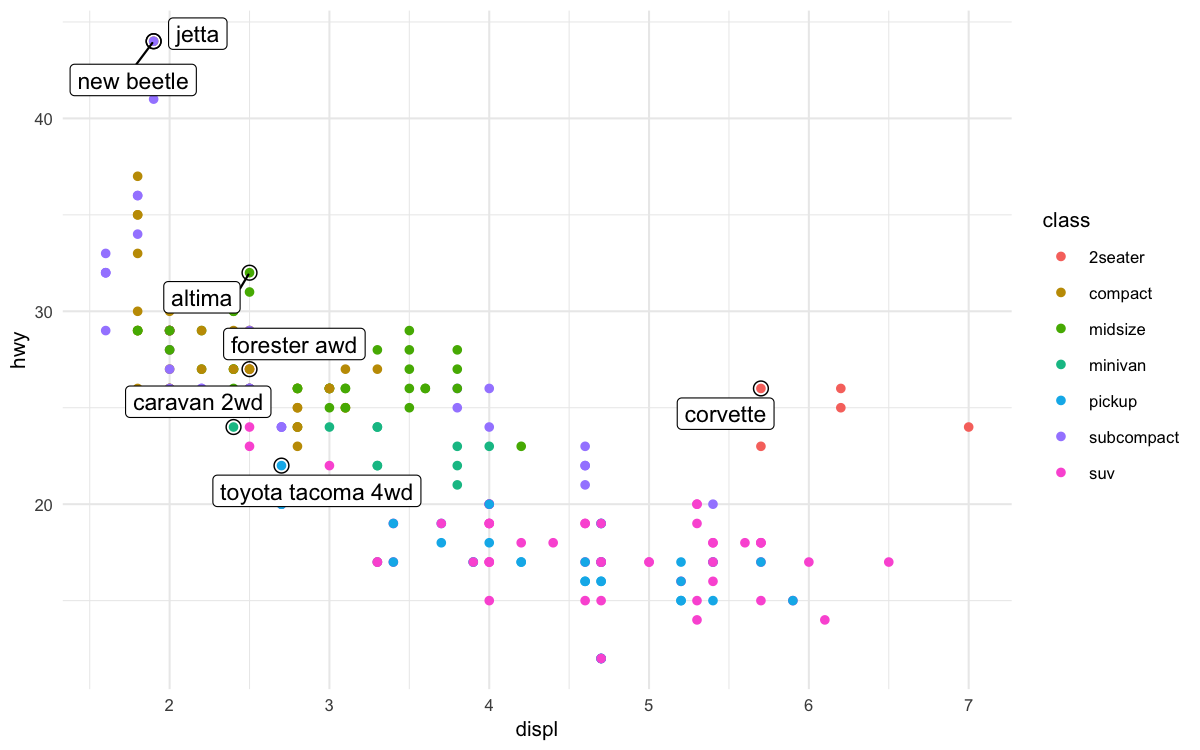 jetta
new beetle
40
altima
30
forester awd
caravan 2wd
corvette
toyota tacoma 4wd
20
hwy
2
3
4
5
6
7
displ
class
2seater
compact
midsize
minivan
pickup
subcompact
suv